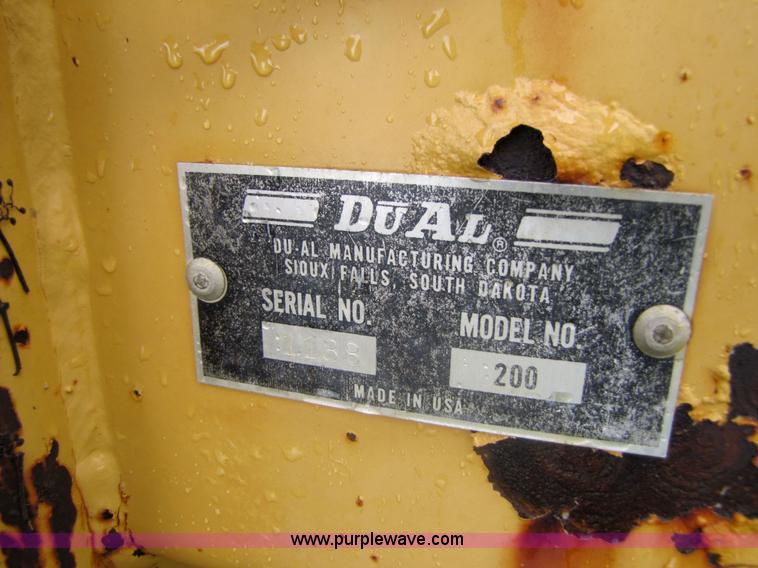 DUAL®
DU-AL MANUFACTURING COMPANY
SIOUX FALLS, SOUTH DAKOTA
SERIAL NO. MODEL NO.
1188 200
MADE IN USA
www.purplewave.com